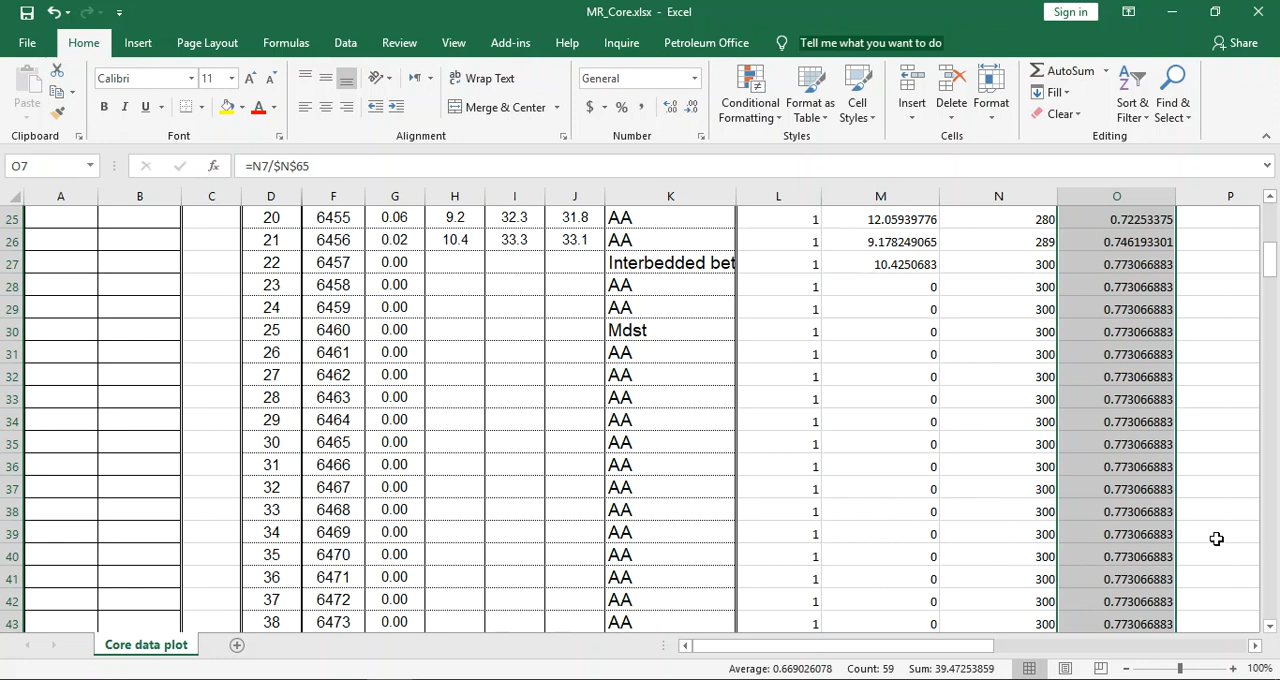 MR_Core.xlsx - Excel
Sign in
File Home Insert Page Layout Formulas Data Review View Add-ins Help Inquire Petroleum Office Tell me what you want to do Share
Paste
Clipboard
Calibri 11
B I U
Font
Wrap Text
Merge & Center
Alignment
General
$ % ,
Number
Conditional Formatting
Format as Table
Cell Styles
Styles
Insert Delete Format
Cells
AutoSum
Fill
Clear
Sort & Filter
Find & Select
Editing
O7 fx =N7/$N$65
A B C D F G H I J K L M N O P
25 20 6455 0.06 9.2 32.3 31.8 AA 1 12.05939776 280 0.72253375
26 21 6456 0.02 10.4 33.3 33.1 AA 1 9.178249065 289 0.746193301
27 22 6457 0.00 Interbedded bet 1 10.4250683 300 0.773066883
28 23 6458 0.00 AA 1 0 300 0.773066883
29 24 6459 0.00 AA 1 0 300 0.773066883
30 25 6460 0.00 Mdst 1 0 300 0.773066883
31 26 6461 0.00 AA 1 0 300 0.773066883
32 27 6462 0.00 AA 1 0 300 0.773066883
33 28 6463 0.00 AA 1 0 300 0.773066883
34 29 6464 0.00 AA 1 0 300 0.773066883
35 30 6465 0.00 AA 1 0 300 0.773066883
36 31 6466 0.00 AA 1 0 300 0.773066883
37 32 6467 0.00 AA 1 0 300 0.773066883
38 33 6468 0.00 AA 1 0 300 0.773066883
39 34 6469 0.00 AA 1 0 300 0.773066883
40 35 6470 0.00 AA 1 0 300 0.773066883
41 36 6471 0.00 AA 1 0 300 0.773066883
42 37 6472 0.00 AA 1 0 300 0.773066883
43 38 6473 0.00 AA 1 0 300 0.773066883
Core data plot
Average: 0.669026078 Count: 59 Sum: 39.47253859 100%